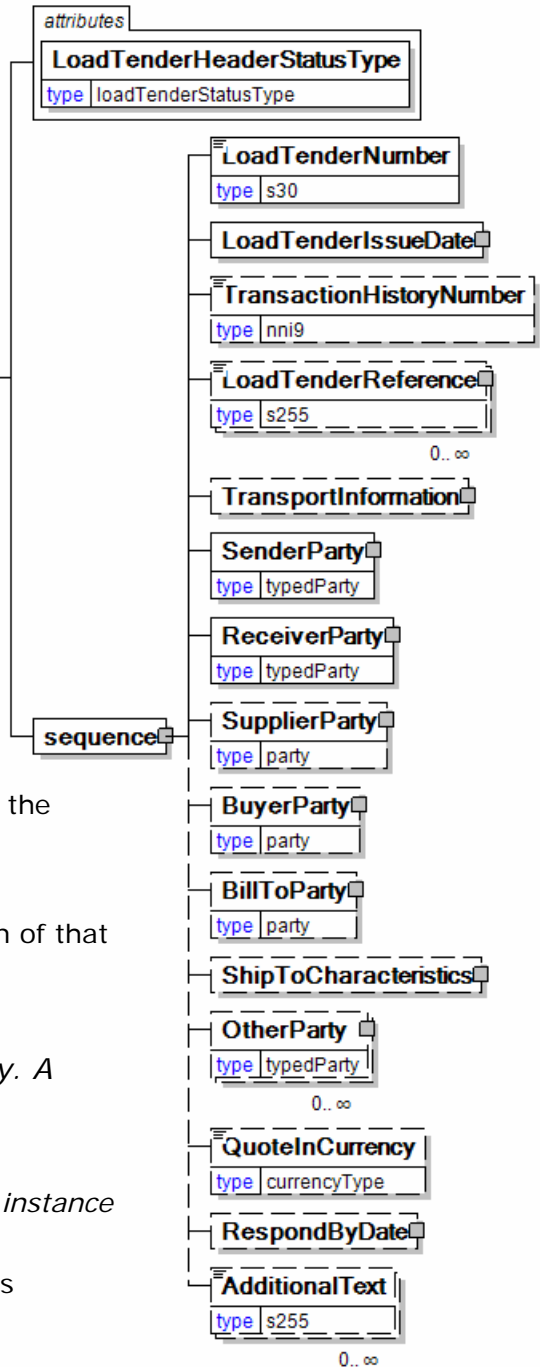 attributes
LoadTenderHeaderStatusType
type loadTenderStatusType
LoadTenderNumber
type s30
LoadTenderIssueDate
TransactionHistoryNumber
type nni9
LoadTenderReference
type s255
0.. ∞
TransportInformation
SenderParty
type typedParty
ReceiverParty
type typedParty
sequence
SupplierParty
type party
the
BuyerParty
type party
BillToParty
type party
n of that
ShipToCharacteristics
OtherParty
type typedParty
y. A
0.. ∞
QuoteInCurrency
type currencyType
instance
RespondByDate
s
AdditionalText
type s255
0.. ∞